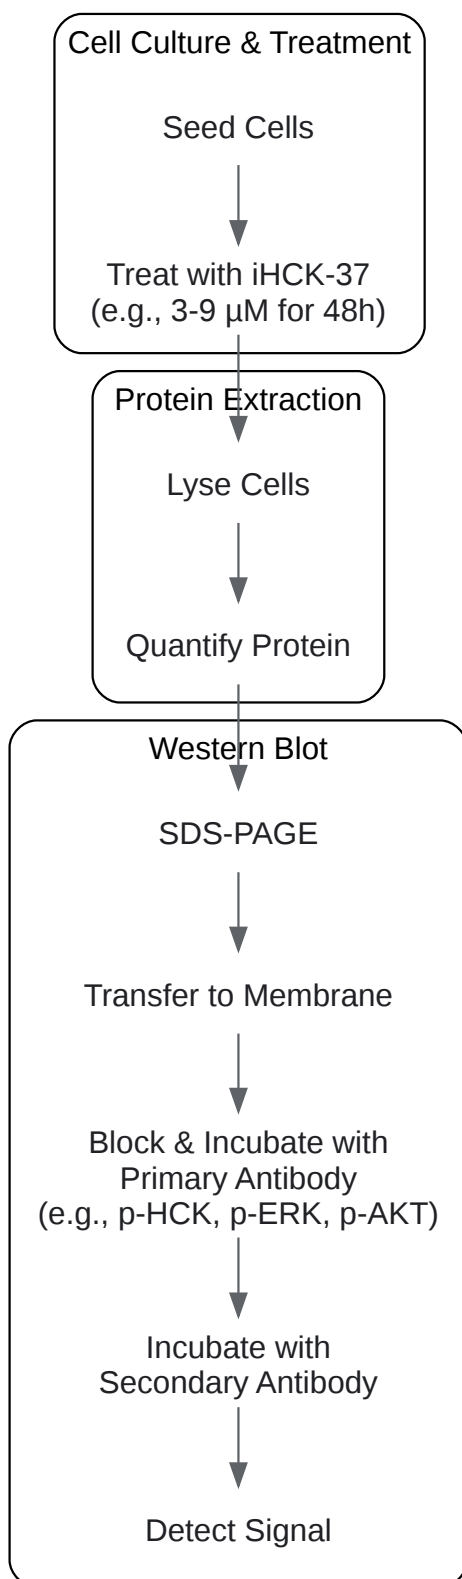 Cell Culture & Treatment
Seed Cells
Treat with iHCK-37
(e.g., 3-9 µM for 48h)
Protein Extraction
Lyse Cells
Quantify Protein
Western Blot
SDS-PAGE
Transfer to Membrane
Block & Incubate with
Primary Antibody
(e.g., p-HCK, p-ERK, p-AKT)
Incubate with
Secondary Antibody
Detect Signal